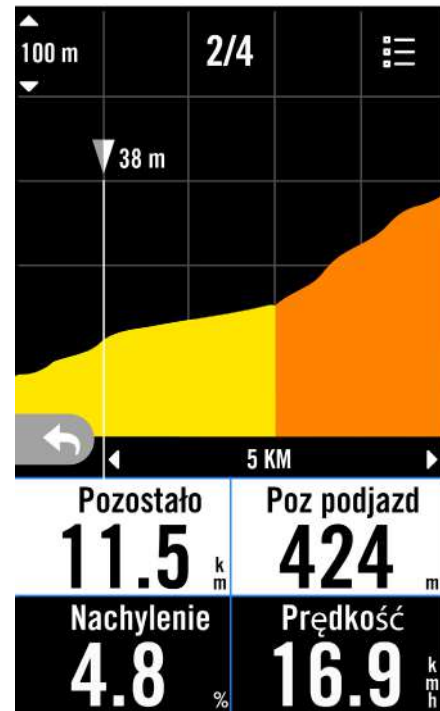 100 m
2/4
38 m
5 KM
Pozostało
11.5 km
Poz podjazd
424 m
Nachylenie
4.8 %
Prędkość
16.9 kmh